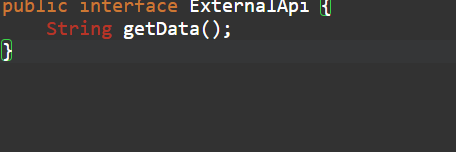 public interface ExternalApi {
    String getData();
}